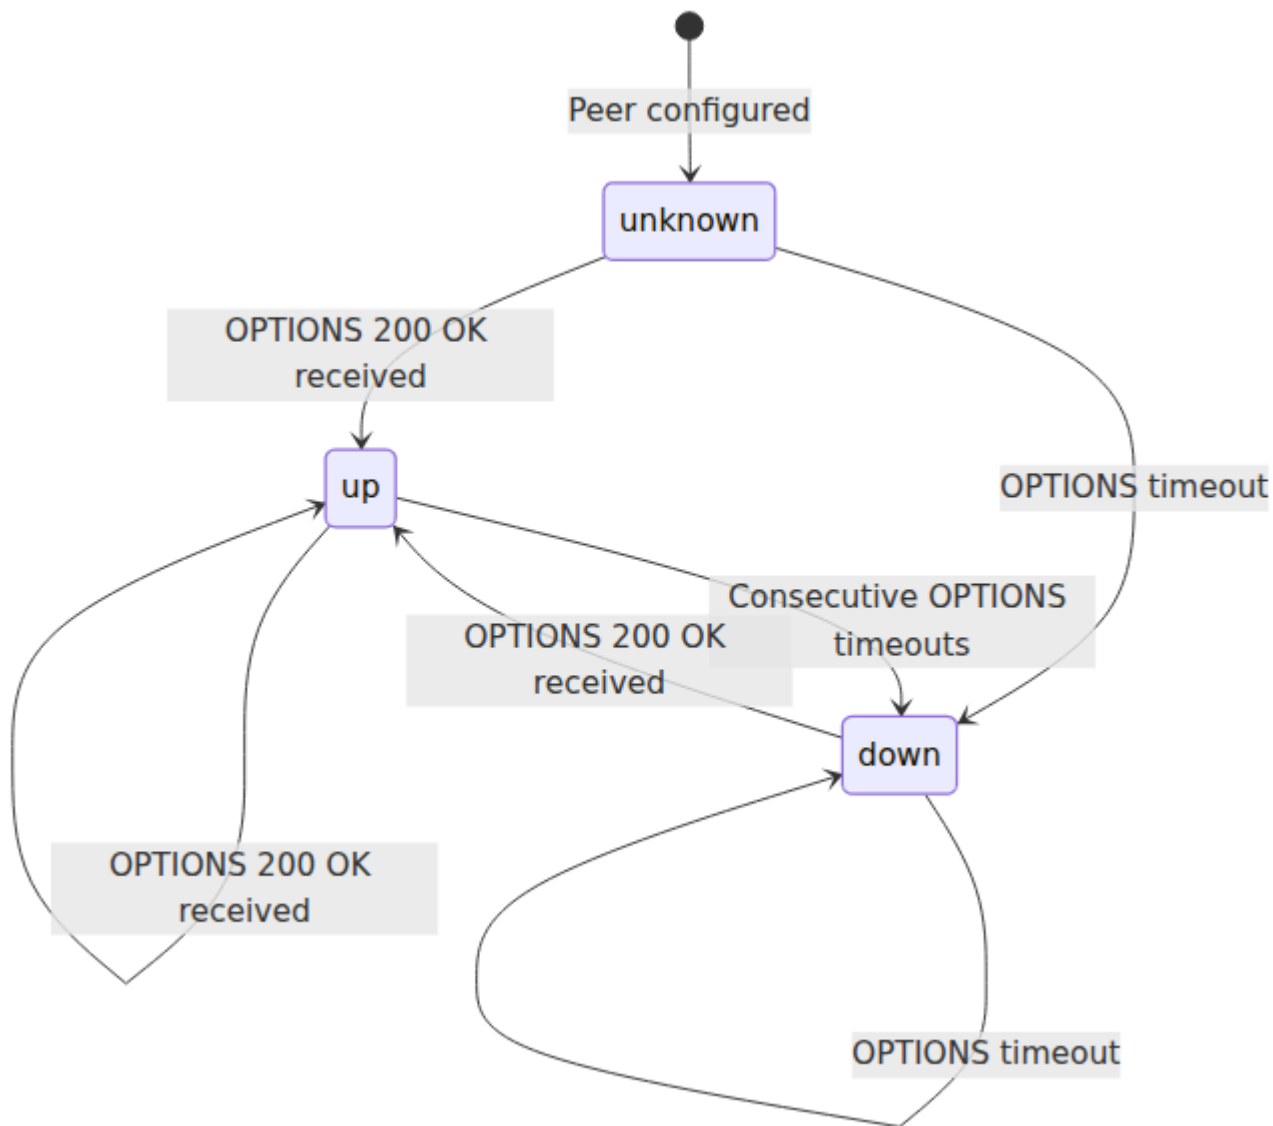 Peer configured
unknown
OPTIONS 200 OK
received
up
OPTIONS timeout
Consecutive OPTIONS
timeouts
OPTIONS 200 OK
received
down
OPTIONS 200 OK
received
OPTIONS timeout